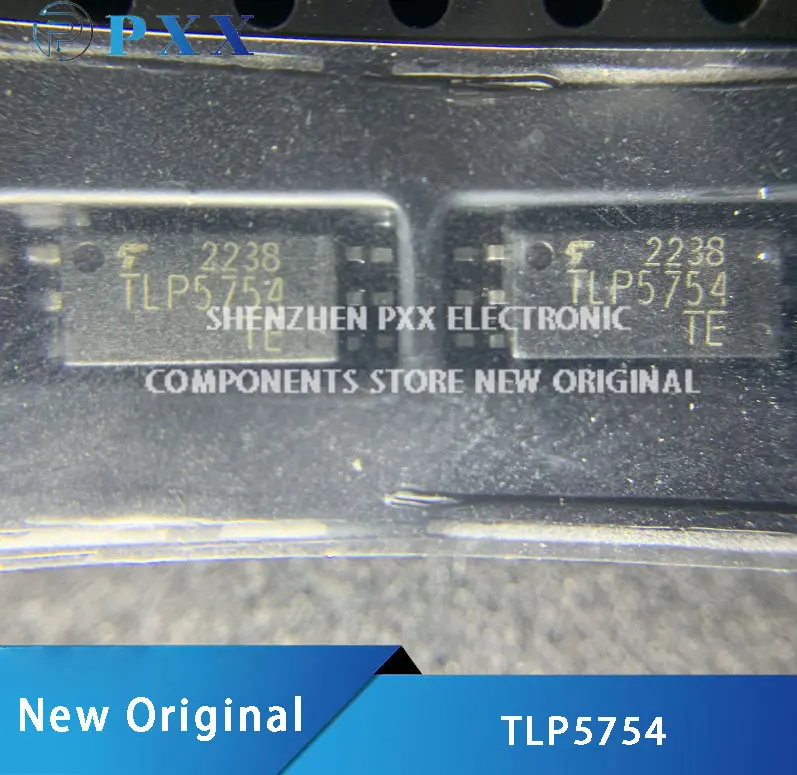 PXX
2238
TLP5754
TE
2238
TLP5754
TE
SHENZHEN PXX ELECTRONIC
COMPONENTS STORE NEW ORIGINAL
New Original
TLP5754